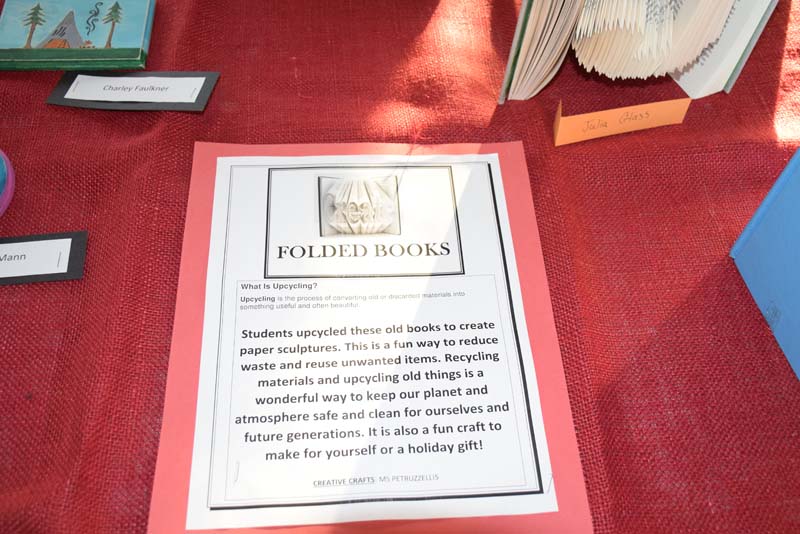 Charley Faulkner
Julia Glass
Mann
FOLDED BOOKS
What Is Upcycling?
Upcycling is the process of converting old or discarded materials into
something useful and often beautiful.
Students upcycled these old books to create
paper sculptures. This is a fun way to reduce
waste and reuse unwanted items. Recycling
materials and upcycling old things is a
wonderful way to keep our planet and
atmosphere safe and clean for ourselves and
future generations. It is also a fun craft to
make for yourself or a holiday gift!
CREATIVE CRAFTS MS PETRUZZELLIS